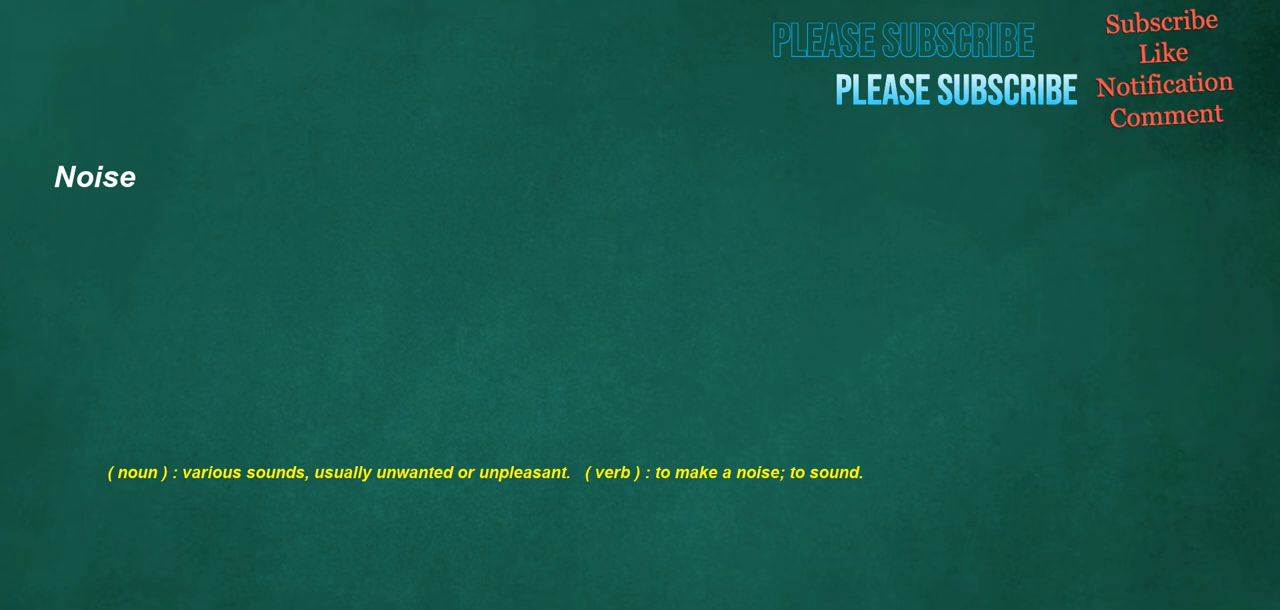 PLEASE SUBSCRIBE
PLEASE SUBSCRIBE
Subscribe
Like
Notification
Comment
Noise
( noun ) : various sounds, usually unwanted or unpleasant.   ( verb ) : to make a noise; to sound.